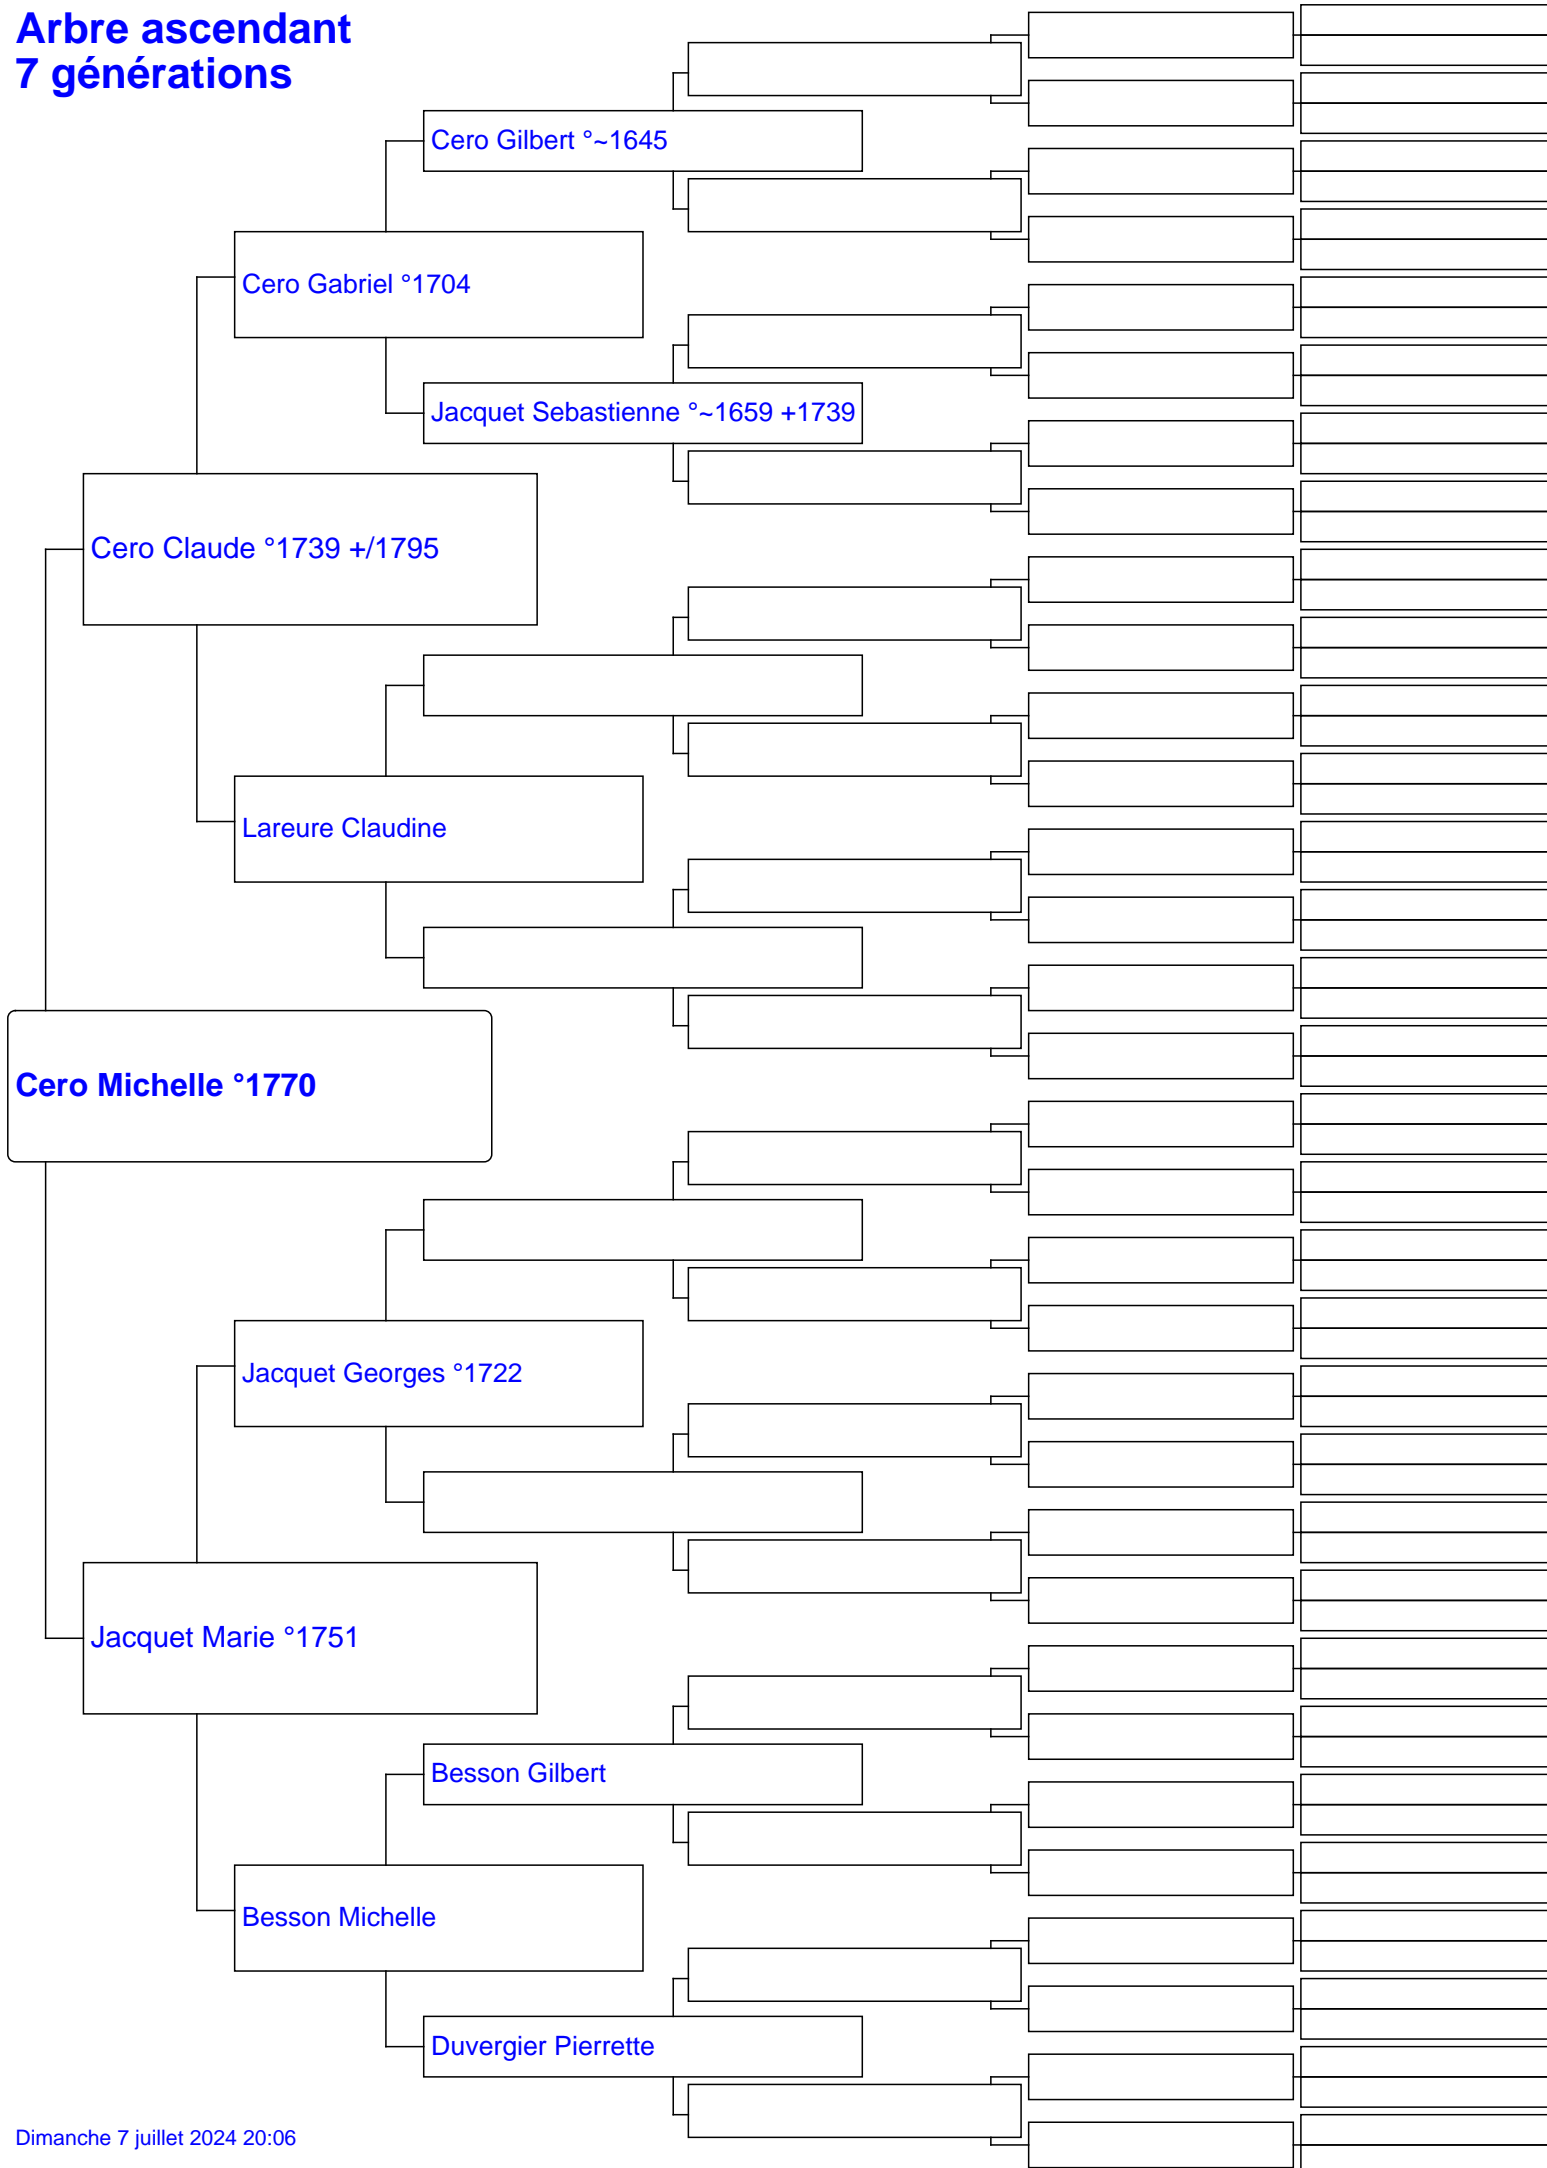 Arbre ascendant
7 générations
Cero Gilbert °~1645
Cero Gabriel °1704
Jacquet Sebastienne °~1659 +1739
Cero Claude °1739 +/1795
Lareure Claudine
Cero Michelle °1770
Jacquet Georges °1722
Jacquet Marie °1751
Besson Gilbert
Besson Michelle
Duvergier Pierrette
Dimanche 7 juillet 2024 20:06